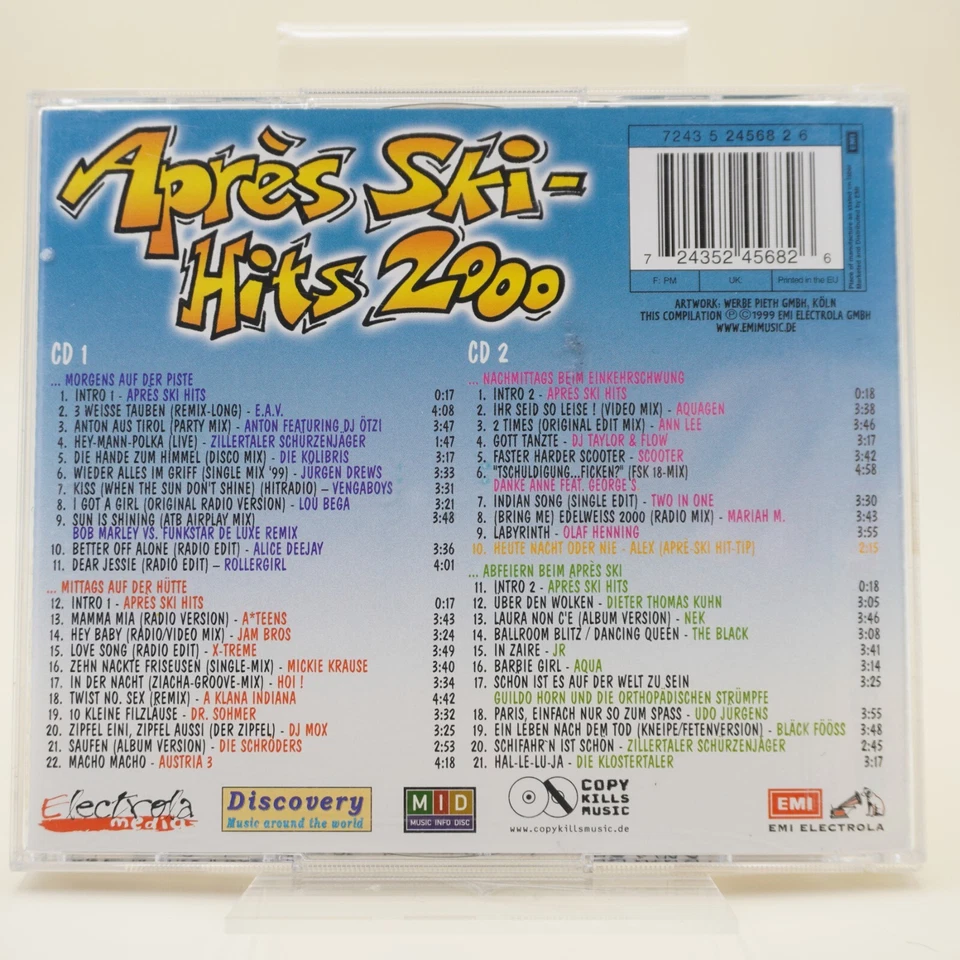 Après Ski-
Hits 2000
7243 5 24568 2 6
EMI
7 24352 45682 6
F: PM UK Printed in the EU
ARTWORK: WERBE PIETH GMBH, KÖLN
THIS COMPILATION ℗©1999 EMI ELECTROLA GMBH
WWW.EMIMUSIC.DE
CD 1
... MORGENS AUF DER PISTE
1. INTRO 1 - APRES SKI HITS 0:17
2. 3 WEISSE TAUBEN (REMIX-LONG) - E.A.V. 4:08
3. ANTON AUS TIROL (PARTY MIX) - ANTON FEATURING DJ ÖTZI 3:47
4. HEY-MANN-POLKA (LIVE) - ZILLERTALER SCHÜRZENJÄGER 1:47
5. DIE HÄNDE ZUM HIMMEL (DISCO MIX) - DIE KOLIBRIS 3:17
6. WIEDER ALLES IM GRIFF (SINGLE MIX '99) - JÜRGEN DREWS 3:33
7. KISS (WHEN THE SUN DON'T SHINE) (HITRADIO) – VENGABOYS 3:31
8. I GOT A GIRL (ORIGINAL RADIO VERSION) - LOU BEGA 3:21
9. SUN IS SHINING (ATB AIRPLAY MIX) 3:48
BOB MARLEY VS. FUNKSTAR DE LUXE REMIX
10. BETTER OFF ALONE (RADIO EDIT) - ALICE DEEJAY 3:36
11. DEAR JESSIE (RADIO EDIT) – ROLLERGIRL 4:01
... MITTAGS AUF DER HÜTTE
12. INTRO 1 - APRÈS SKI HITS 0:17
13. MAMMA MIA (RADIO VERSION) - A*TEENS 3:43
14. HEY BABY (RADIO/VIDEO MIX) - JAM BROS 3:24
15. LOVE SONG (RADIO EDIT) - X-TREME 3:49
16. ZEHN NACKTE FRISEUSEN (SINGLE-MIX) - MICKIE KRAUSE 3:40
17. IN DER NACHT (ZIACHA-GROOVE-MIX) - HOI ! 3:34
18. TWIST NO. SEX (REMIX) - A KLANA INDIANA 4:42
19. 10 KLEINE FILZLÄUSE - DR. SOHMER 3:32
20. ZIPFEL EINI, ZIPFEL AUSSI (DER ZIPFEL) - DJ MOX 3:25
21. SAUFEN (ALBUM VERSION) - DIE SCHRÖDERS 2:53
22. MACHO MACHO - AUSTRIA 3 4:18
CD 2
... NACHMITTAGS BEIM EINKEHRSCHWUNG
1. INTRO 2 - APRÈS SKI HITS 0:18
2. IHR SEID SO LEISE ! (VIDEO MIX) - AQUAGEN 3:38
3. 2 TIMES (ORIGINAL EDIT MIX) - ANN LEE 3:46
4. GOTT TANZTE - DJ TAYLOR & FLOW 3:17
5. FASTER HARDER SCOOTER - SCOOTER 3:42
6. "TSCHULDIGUNG...FICKEN?" (FSK 18-MIX) 4:58
DANKE ANNE FEAT. GEORGE'S
7. INDIAN SONG (SINGLE EDIT) - TWO IN ONE 3:30
8. (BRING ME) EDELWEISS 2000 (RADIO MIX) - MARIAH M. 3:43
9. LABYRINTH - OLAF HENNING 3:55
10. HEUTE NACHT ODER NIE - ALEX (APRÉ-SKI HIT-TIP) 2:15
... ABFEIERN BEIM APRÈS SKI
11. INTRO 2 - APRÈS SKI HITS 0:18
12. ÜBER DEN WOLKEN - DIETER THOMAS KUHN 3:05
13. LAURA NON C'E (ALBUM VERSION) - NEK 3:46
14. BALLROOM BLITZ / DANCING QUEEN - THE BLACK 3:08
15. IN ZAIRE - JR 3:41
16. BARBIE GIRL - AQUA 3:14
17. SCHÖN IST ES AUF DER WELT ZU SEIN 3:25
GUILDO HORN UND DIE ORTHOPÄDISCHEN STRÜMPFE
18. PARIS, EINFACH NUR SO ZUM SPASS - UDO JÜRGENS 3:55
19. EIN LEBEN NACH DEM TOD (KNEIPE/FETENVERSION) - BLÄCK FÖÖSS 3:48
20. SCHIFAHR'N IST SCHÖN - ZILLERTALER SCHÜRZENJÄGER 2:45
21. HAL-LE-LU-JA - DIE KLOSTERTALER 3:17
Electrola
media
Discovery
Music around the world
MID
MUSIC INFO DISC
COPY
KILLS
MUSIC
www.copykillsmusic.de
EMI
EMI ELECTROLA